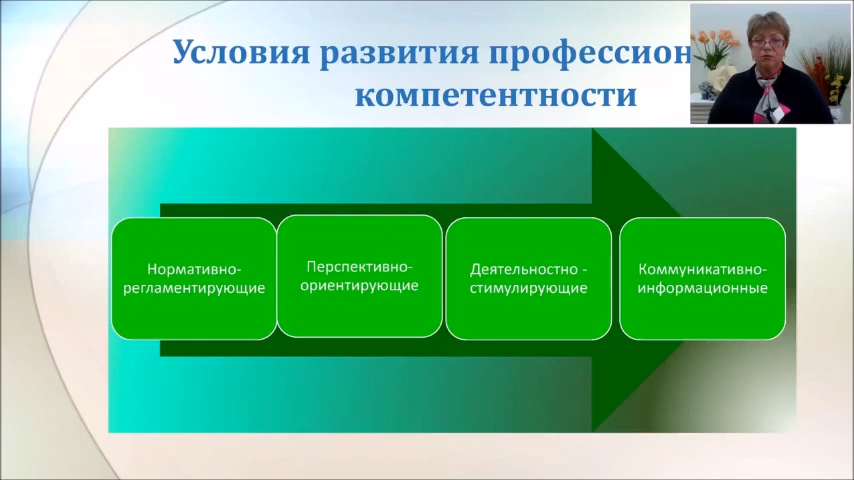 Условия развития профессион
компетентности
Нормативно-
регламентирующие
Перспективно-
ориентирующие
Деятельностно -
стимулирующие
Коммуникативно-
информационные